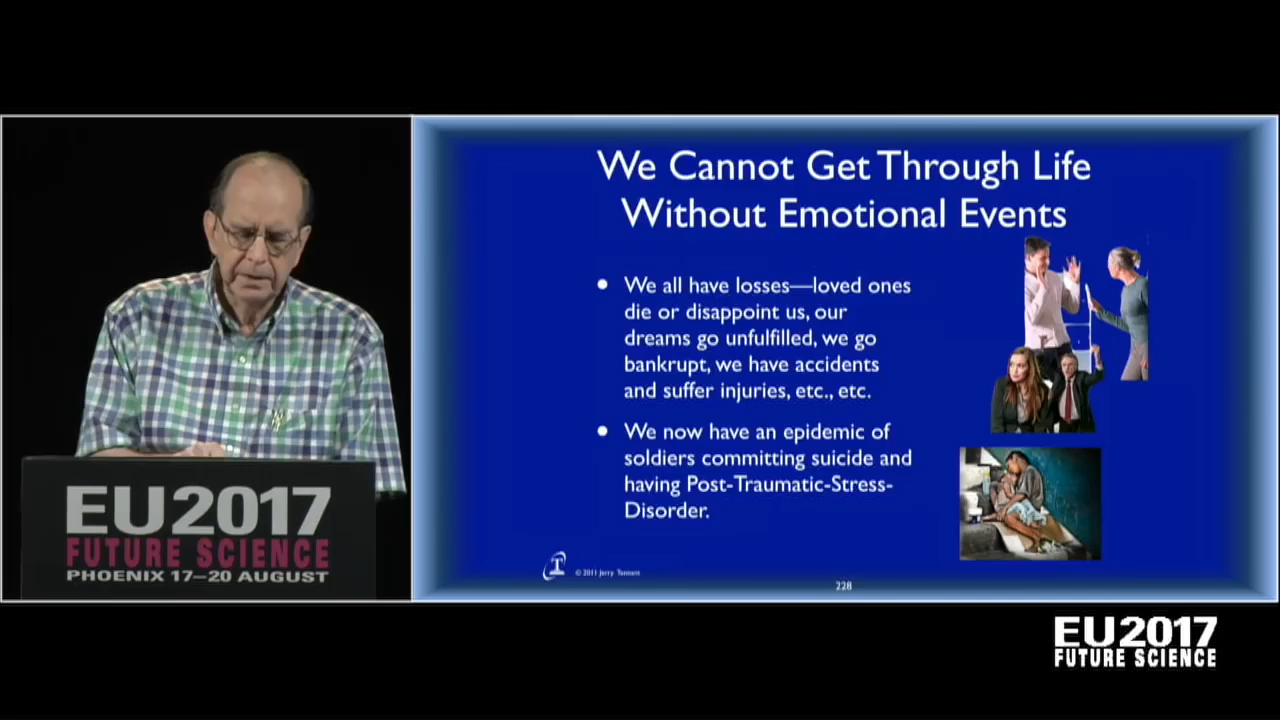 We Cannot Get Through Life
Without Emotional Events
• We all have losses—loved ones
die or disappoint us, our
dreams go unfulfilled, we go
bankrupt, we have accidents
and suffer injuries, etc., etc.
• We now have an epidemic of
soldiers committing suicide and
having Post-Traumatic-Stress-
Disorder.
T
© 2011 Jerry Tennant
228
EU2017
FUTURE SCIENCE
PHOENIX 17–20 AUGUST
EU2017
FUTURE SCIENCE